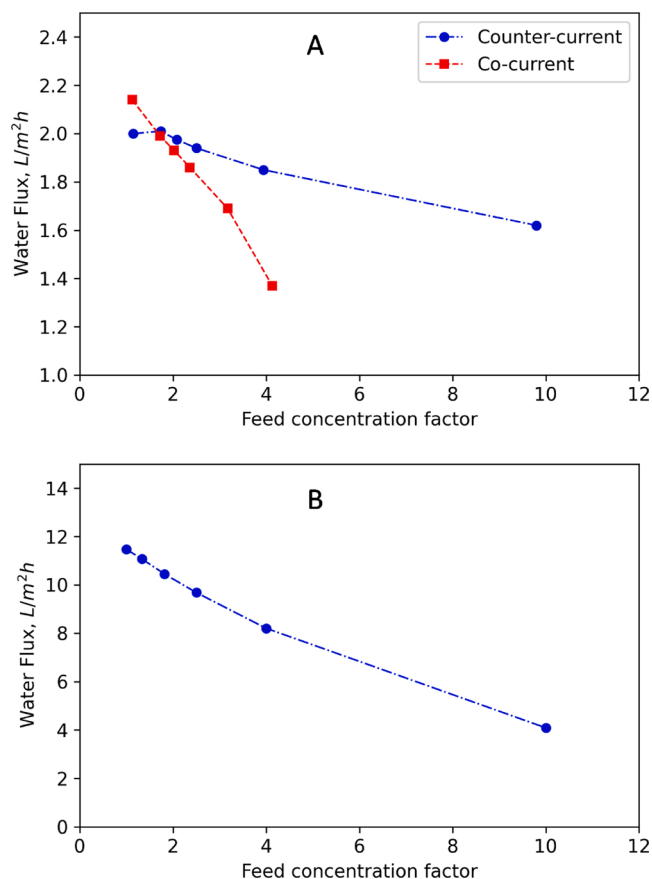 A
Counter-current
Co-current
2.4
2.2
2.0
1.8
1.6
1.4
1.2
1.0
Water Flux, L/m²h
0 2 4 6 8 10 12
Feed concentration factor
B
14
12
10
8
6
4
2
0
Water Flux, L/m²h
0 2 4 6 8 10 12
Feed concentration factor